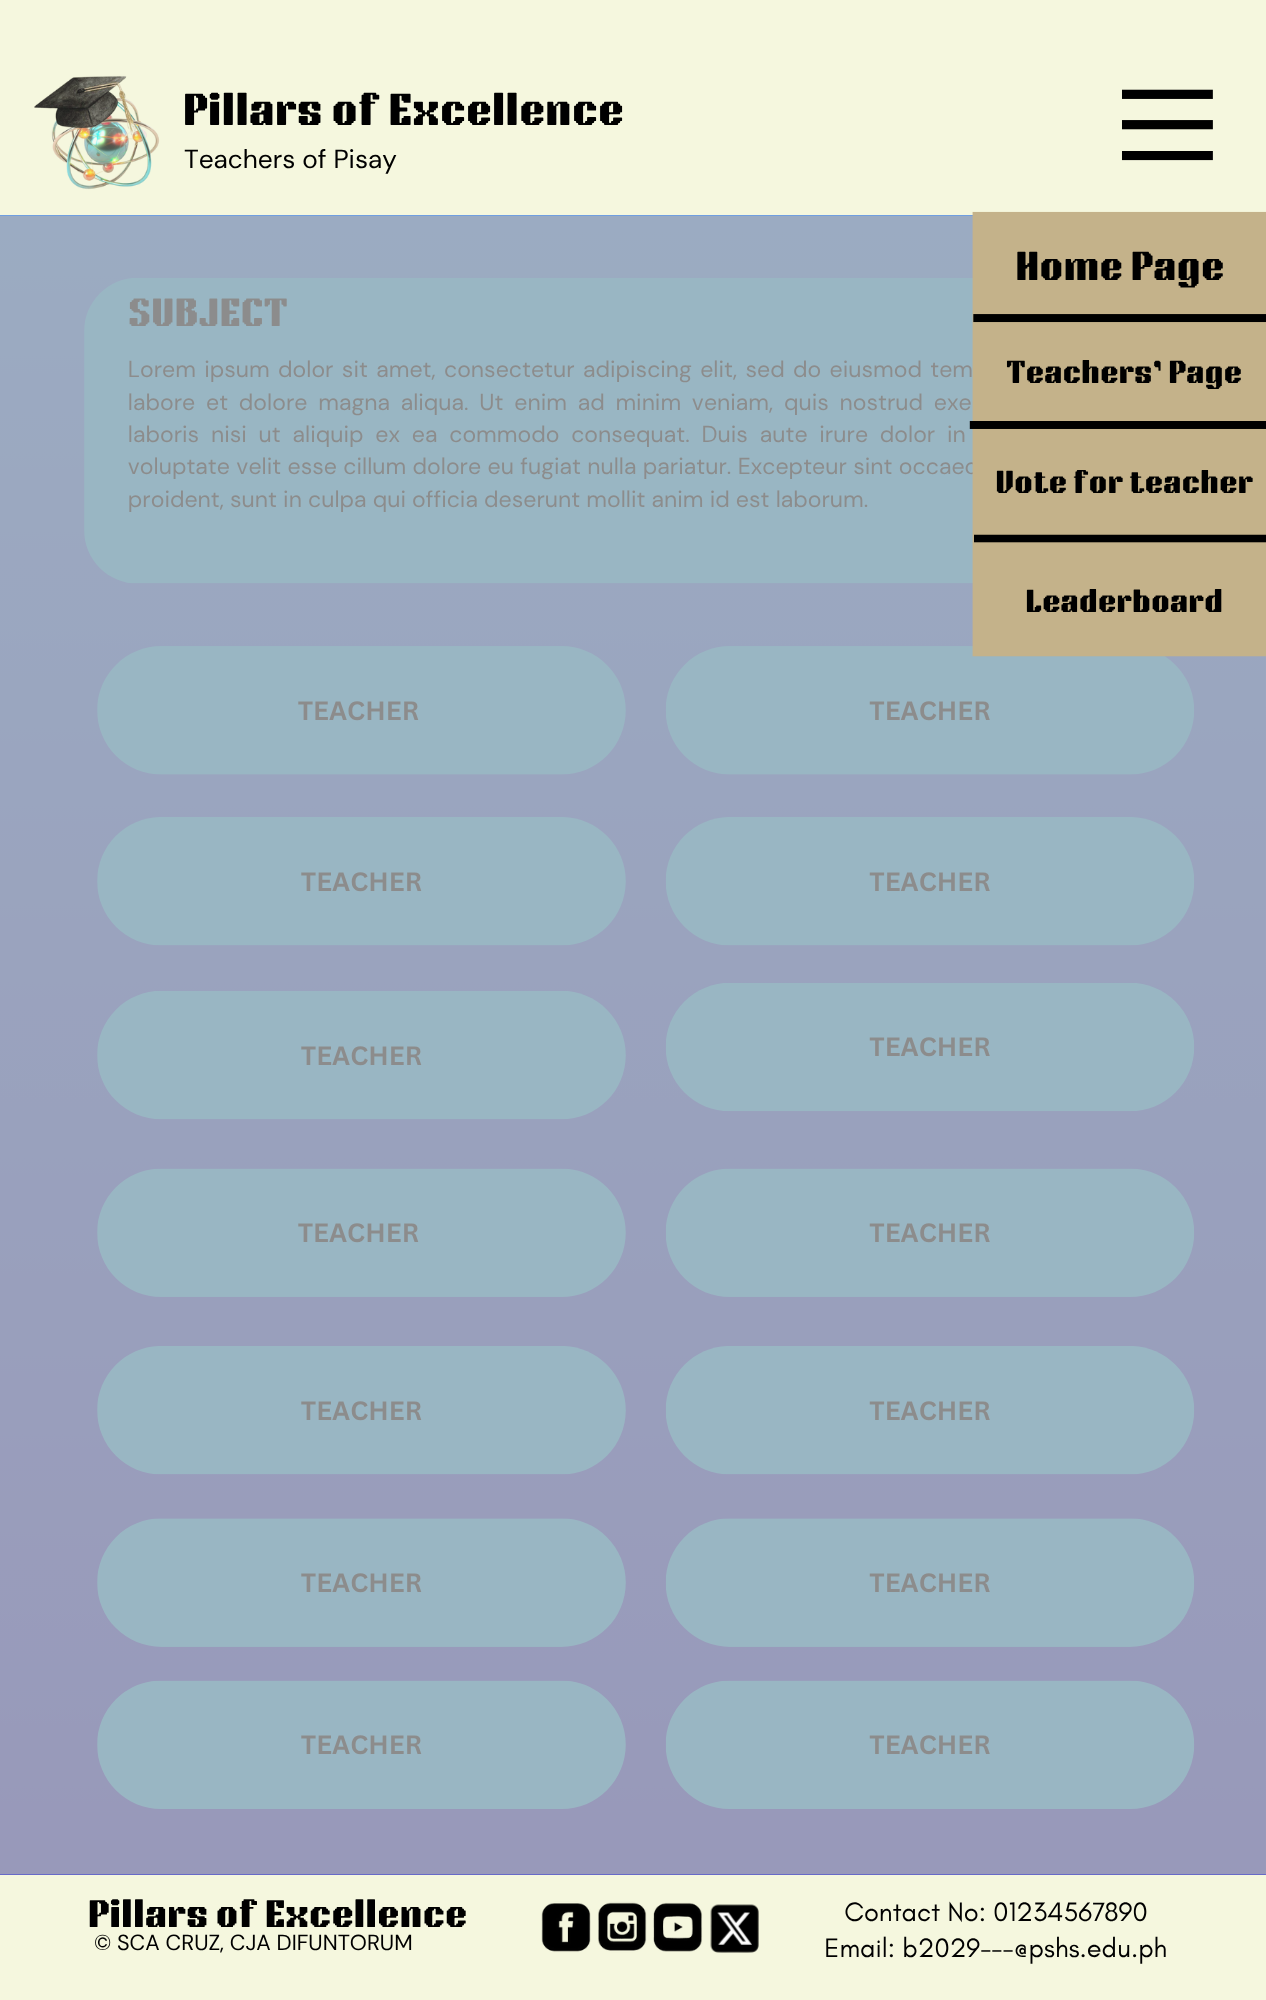 Pillars of Excellence
Teachers of Pisay
Home Page
Teachers' Page
Vote for teacher
Leaderboard
SUBJECT
Lorem ipsum dolor sit amet, consectetur adipiscing elit, sed do eiusmod tem
labore et dolore magna aliqua. Ut enim ad minim veniam, quis nostrud exe
laboris nisi ut aliquip ex ea commodo consequat. Duis aute irure dolor in
voluptate velit esse cillum dolore eu fugiat nulla pariatur. Excepteur sint occaec
proident, sunt in culpa qui officia deserunt mollit anim id est laborum.
TEACHER
TEACHER
TEACHER
TEACHER
TEACHER
TEACHER
TEACHER
TEACHER
TEACHER
TEACHER
TEACHER
TEACHER
TEACHER
TEACHER
Pillars of Excellence
© SCA CRUZ, CJA DIFUNTORUM
Contact No: 01234567890
Email: b2029---@pshs.edu.ph